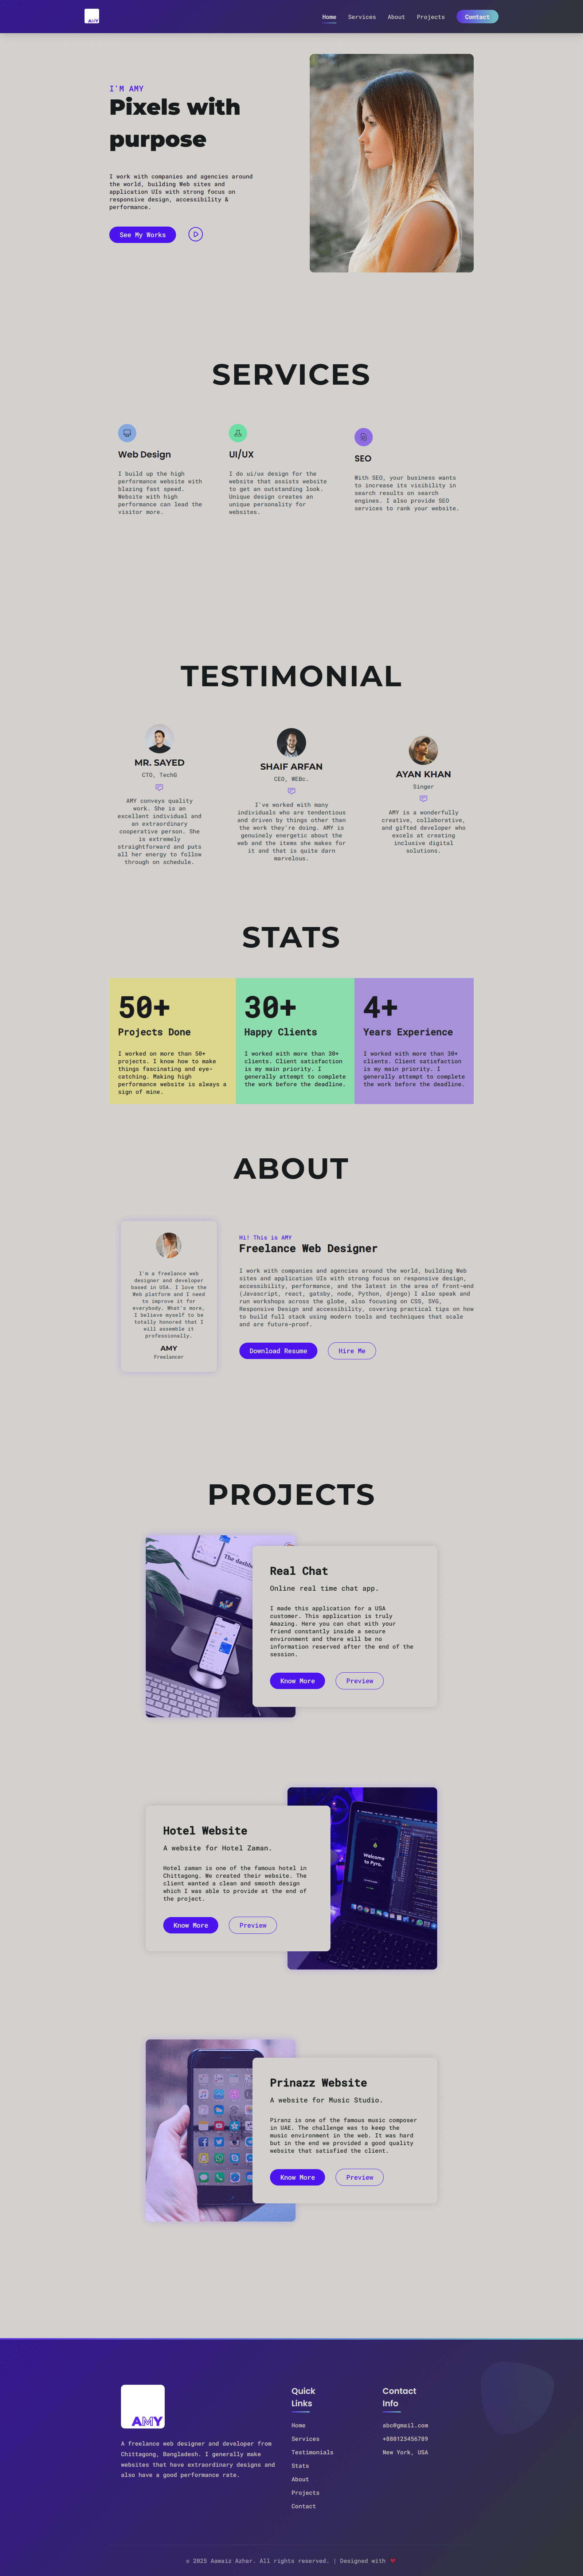 AMY
Home Services About Projects Contact
I'M AMY
Pixels with
purpose
I work with companies and agencies around
the world, building Web sites and
application UIs with strong focus on
responsive design, accessibility &
performance.
See My Works
SERVICES
Web Design
I build up the high
performance website with
blazing fast speed.
Website with high
performance can lead the
visitor more.
UI/UX
I do ui/ux design for the
website that assists website
to get an outstanding look.
Unique design creates an
unique personality for
websites.
SEO
With SEO, your business wants
to increase its visibility in
search results on search
engines. I also provide SEO
services to rank your website.
TESTIMONIAL
MR. SAYED
CTO, TechG
AMY conveys quality
work. She is an
excellent individual and
an extraordinary
cooperative person. She
is extremely
straightforward and puts
all her energy to follow
through on schedule.
SHAIF ARFAN
CEO, WEBc.
I've worked with many
individuals who are tendentious
and driven by things other than
the work they're doing. AMY is
genuinely energetic about the
web and the items she makes for
it and that is quite darn
marvelous.
AYAN KHAN
Singer
AMY is a wonderfully
creative, collaborative,
and gifted developer who
excels at creating
inclusive digital
solutions.
STATS
50+
Projects Done
I worked on more than 50+
projects. I know how to make
things fascinating and eye-
catching. Making high
performance website is always a
sign of mine.
30+
Happy Clients
I worked with more than 30+
clients. Client satisfaction
is my main priority. I
generally attempt to complete
the work before the deadline.
4+
Years Experience
I worked with more than 30+
clients. Client satisfaction
is my main priority. I
generally attempt to complete
the work before the deadline.
ABOUT
I'm a freelance web
designer and developer
based in USA. I love the
Web platform and I need
to improve it for
everybody. What's more,
I believe myself to be
totally honored that I
will assemble it
professionally.
AMY
Freelancer
Hi! This is AMY
Freelance Web Designer
I work with companies and agencies around the world, building Web
sites and application UIs with strong focus on responsive design,
accessibility, performance, and the latest in the area of front-end
(Javascript, react, gatsby, node, Python, djengo) I also speak and
run workshops across the globe, also focusing on CSS, SVG,
Responsive Design and accessibility, covering practical tips on how
to build full stack using modern tools and techniques that scale
and are future-proof.
Download Resume Hire Me
PROJECTS
The dashbo
Real Chat
Online real time chat app.
I made this application for a USA
customer. This application is truly
Amazing. Here you can chat with your
friend constantly inside a secure
environment and there will be no
information reserved after the end of the
session.
Know More Preview
Hotel Website
A website for Hotel Zaman.
Hotel zaman is one of the famous hotel in
Chittagong. We created their website. The
client wanted a clean and smooth design
which I was able to provide at the end of
the project.
Know More Preview
Welcome
to Pyro.
Prinazz Website
A website for Music Studio.
Piranz is one of the famous music composer
in UAE. The challenge was to keep the
music environment in the web. It was hard
but in the end we provided a good quality
website that satisfied the client.
Know More Preview
AMY
A freelance web designer and developer from
Chittagong, Bangladesh. I generally make
websites that have extraordinary designs and
also have a good performance rate.
Quick
Links
Home
Services
Testimonials
Stats
About
Projects
Contact
Contact
Info
abc@gmail.com
+880123456789
New York, USA
© 2025 Aawaiz Azhar. All rights reserved. | Designed with ❤